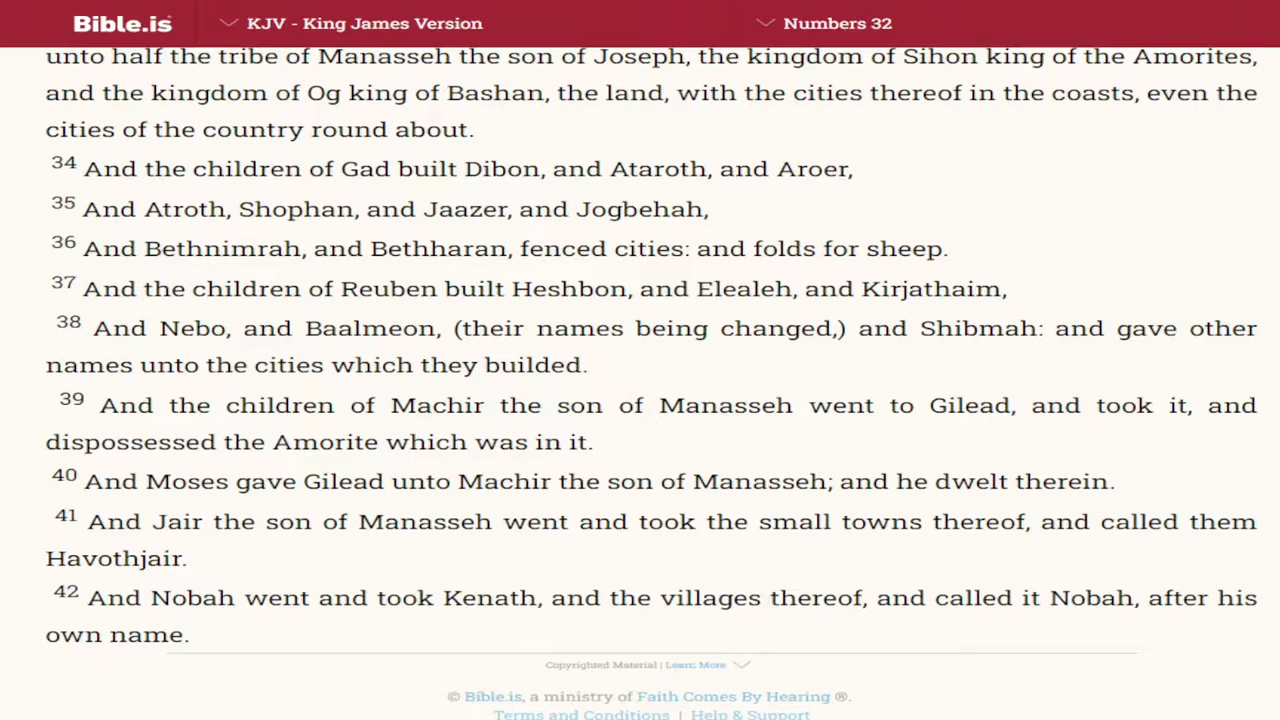 Bible.is KJV - King James Version Numbers 32
unto half the tribe of Manasseh the son of Joseph, the kingdom of Sihon king of the Amorites,
and the kingdom of Og king of Bashan, the land, with the cities thereof in the coasts, even the
cities of the country round about.
34 And the children of Gad built Dibon, and Ataroth, and Aroer,
35 And Atroth, Shophan, and Jaazer, and Jogbehah,
36 And Bethnimrah, and Bethharan, fenced cities: and folds for sheep.
37 And the children of Reuben built Heshbon, and Elealeh, and Kirjathaim,
38 And Nebo, and Baalmeon, (their names being changed,) and Shibmah: and gave other
names unto the cities which they builded.
39 And the children of Machir the son of Manasseh went to Gilead, and took it, and
dispossessed the Amorite which was in it.
40 And Moses gave Gilead unto Machir the son of Manasseh; and he dwelt therein.
41 And Jair the son of Manasseh went and took the small towns thereof, and called them
Havothjair.
42 And Nobah went and took Kenath, and the villages thereof, and called it Nobah, after his
own name.
Copyrighted Material | Learn More
© Bible.is, a ministry of Faith Comes By Hearing ®.
Terms and Conditions | Help & Support